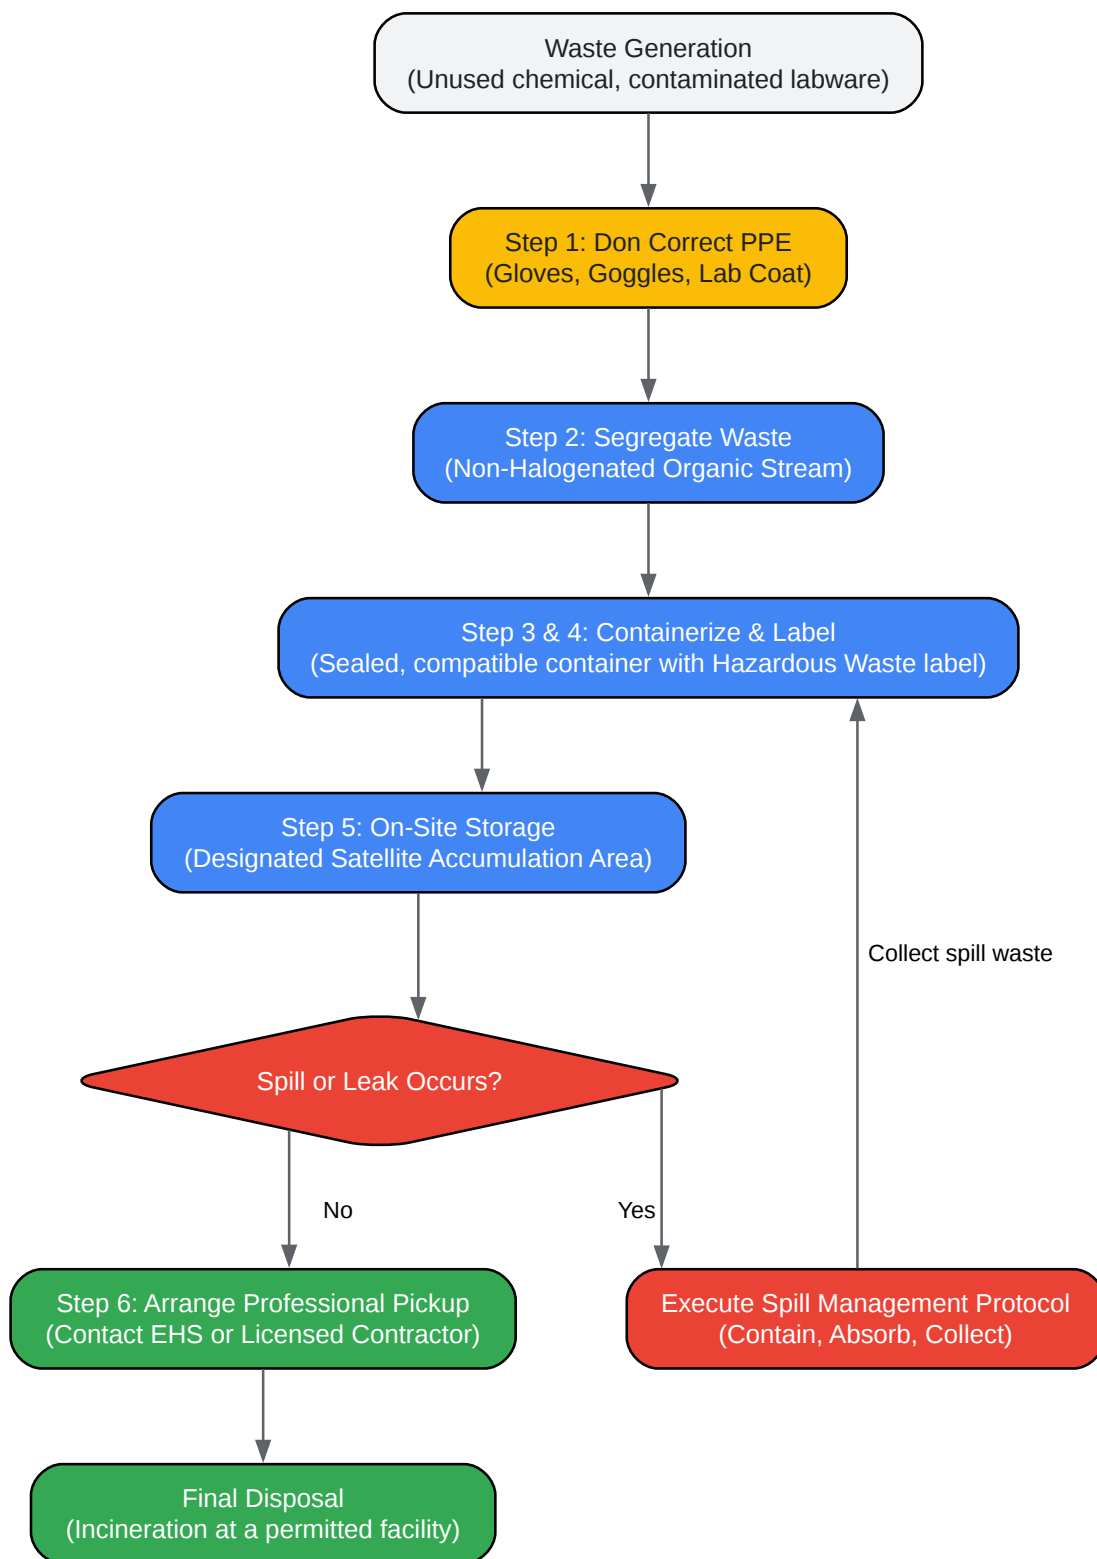 Waste Generation
(Unused chemical, contaminated labware)
Step 1: Don Correct PPE
(Gloves, Goggles, Lab Coat)
Step 2: Segregate Waste
(Non-Halogenated Organic Stream)
Step 3 & 4: Containerize & Label
(Sealed, compatible container with Hazardous Waste label)
Step 5: On-Site Storage
(Designated Satellite Accumulation Area)
Collect spill waste
Spill or Leak Occurs?
No
Yes
Step 6: Arrange Professional Pickup
(Contact EHS or Licensed Contractor)
Execute Spill Management Protocol
(Contain, Absorb, Collect)
Final Disposal
(Incineration at a permitted facility)